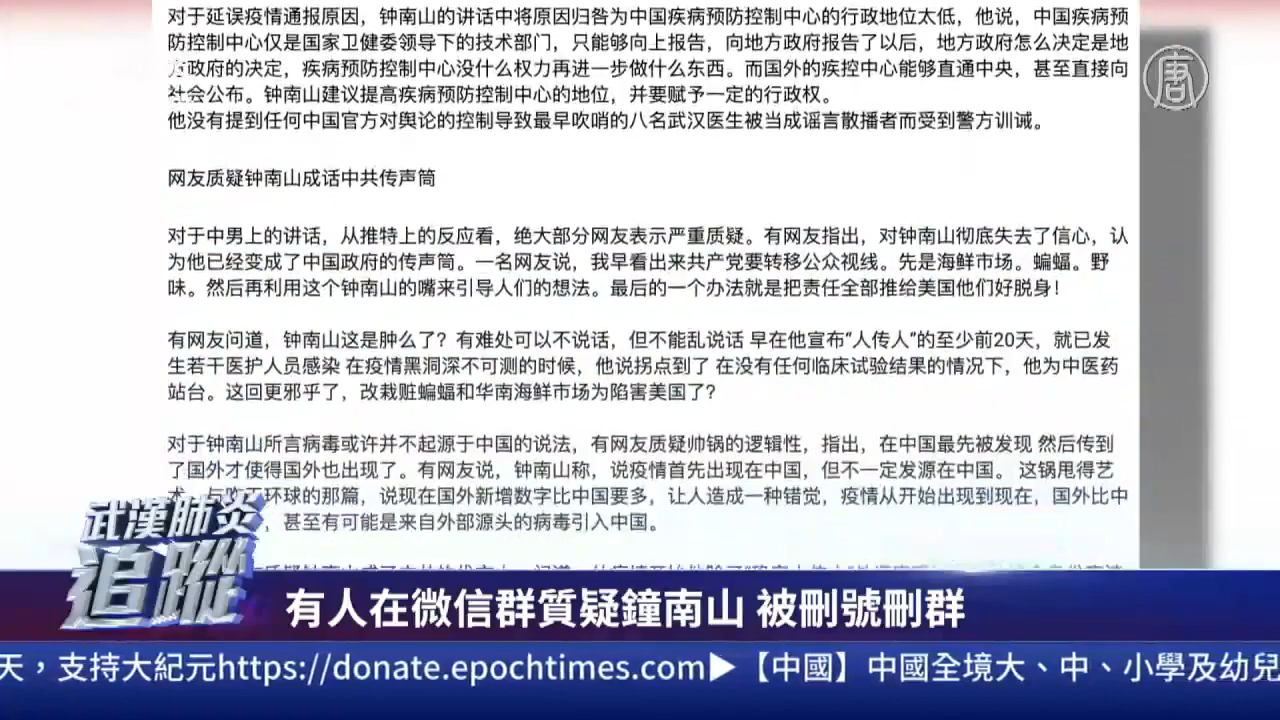 对于延误疫情通报原因，钟南山的讲话中将原因归咎为中国疾病预防控制中心的行政地位太低，他说，中国疾病预
防控制中心仅是国家卫健委领导下的技术部门，只能够向上报告，向地方政府报告了以后，地方政府怎么决定是地
方政府的决定，疾病预防控制中心没什么权力再进一步做什么东西。而国外的疾控中心能够直通中央，甚至直接向
社会公布。钟南山建议提高疾病预防控制中心的地位，并要赋予一定的行政权。
他没有提到任何中国官方对舆论的控制导致最早吹哨的八名武汉医生被当成谣言散播者而受到警方训诫。
网友质疑钟南山成话中共传声筒
对于中男上的讲话，从推特上的反应看，绝大部分网友表示严重质疑。有网友指出，对钟南山彻底失去了信心，认
为他已经变成了中国政府的传声筒。一名网友说，我早看出来共产党要转移公众视线。先是海鲜市场。蝙蝠。野
味。然后再利用这个钟南山的嘴来引导人们的想法。最后的一个办法就是把责任全部推给美国他们好脱身！
有网友问道，钟南山这是肿么了？有难处可以不说话，但不能乱说话 早在他宣布“人传人”的至少前20天，就已发
生若干医护人员感染 在疫情黑洞深不可测的时候，他说拐点到了 在没有任何临床试验结果的情况下，他为中医药
站台。这回更邪乎了，改栽赃蝙蝠和华南海鲜市场为陷害美国了？
对于钟南山所言病毒或许并不起源于中国的说法，有网友质疑帅锅的逻辑性，指出，在中国最先被发现 然后传到
了国外才使得国外也出现了。有网友说，钟南山称，说疫情首先出现在中国，但不一定发源在中国。 这锅甩得艺
术 与 环球的那篇，说现在国外新增数字比中国要多，让人造成一种错觉，疫情从开始出现到现在，国外比中
，甚至有可能是来自外部源头的病毒引入中国。
唐
武漢肺炎
追蹤
有人在微信群質疑鐘南山 被刪號刪群
天，支持大紀元https://donate.epochtimes.com▶【中國】中國全境大、中、小學及幼兒